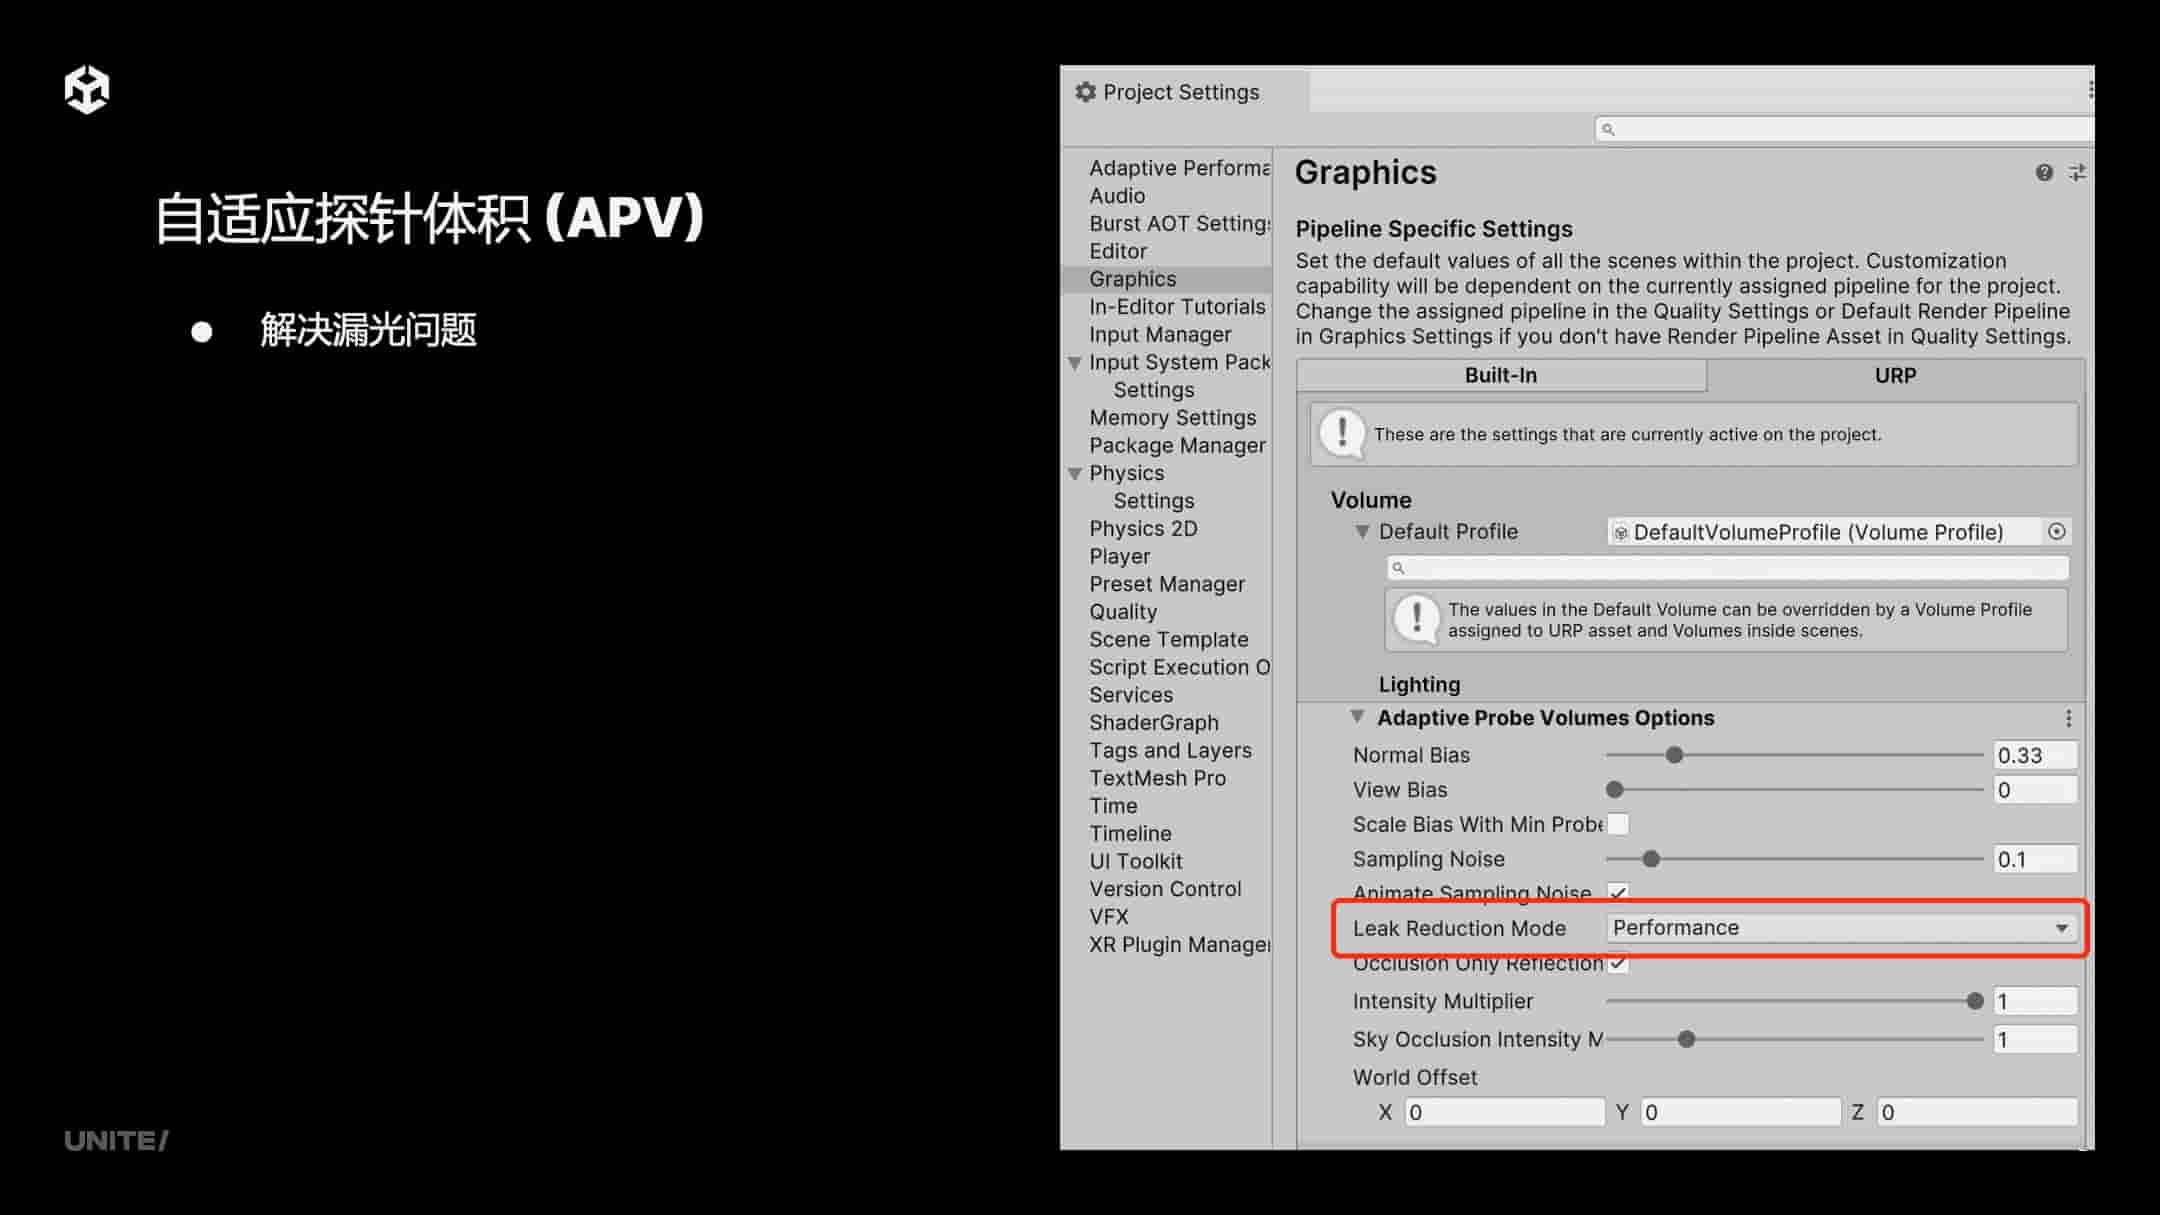 自适应探针体积 (APV)
解决漏光问题
UNITE/
Project Settings
Adaptive Performa
Audio
Burst AOT Settings
Editor
Graphics
In-Editor Tutorials
Input Manager
Input System Pack
Settings
Memory Settings
Package Manager
Physics
Settings
Physics 2D
Player
Preset Manager
Quality
Scene Template
Script Execution O
Services
ShaderGraph
Tags and Layers
TextMesh Pro
Time
Timeline
UI Toolkit
Version Control
VFX
XR Plugin Manage
Graphics
Pipeline Specific Settings
Set the default values of all the scenes within the project. Customization
capability will be dependent on the currently assigned pipeline for the project.
Change the assigned pipeline in the Quality Settings or Default Render Pipeline
in Graphics Settings if you don't have Render Pipeline Asset in Quality Settings.
Built-In URP
These are the settings that are currently active on the project.
Volume
Default Profile DefaultVolumeProfile (Volume Profile)
The values in the Default Volume can be overridden by a Volume Profile
assigned to URP asset and Volumes inside scenes.
Lighting
Adaptive Probe Volumes Options
Normal Bias 0.33
View Bias 0
Scale Bias With Min Probe
Sampling Noise 0.1
Animate Sampling Noise
Leak Reduction Mode Performance
Occlusion Only Reflection
Intensity Multiplier 1
Sky Occlusion Intensity M 1
World Offset
X 0 Y 0 Z 0